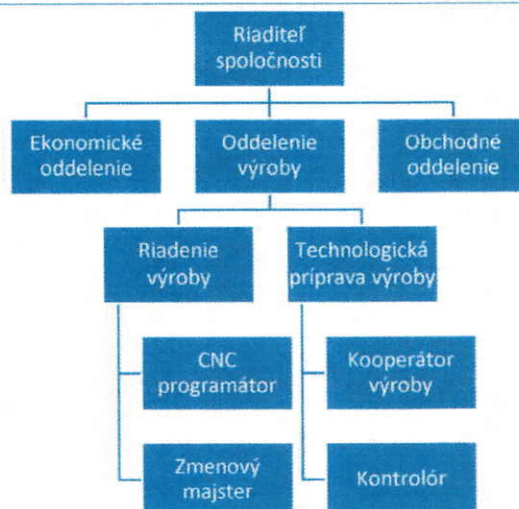 Riaditeľ
spoločnosti
Ekonomické
oddelenie
Oddelenie
výroby
Obchodné
oddelenie
Riadenie
výroby
Technologická
príprava výroby
CNC
programátor
Kooperátor
výroby
Zmenový
majster
Kontrolór